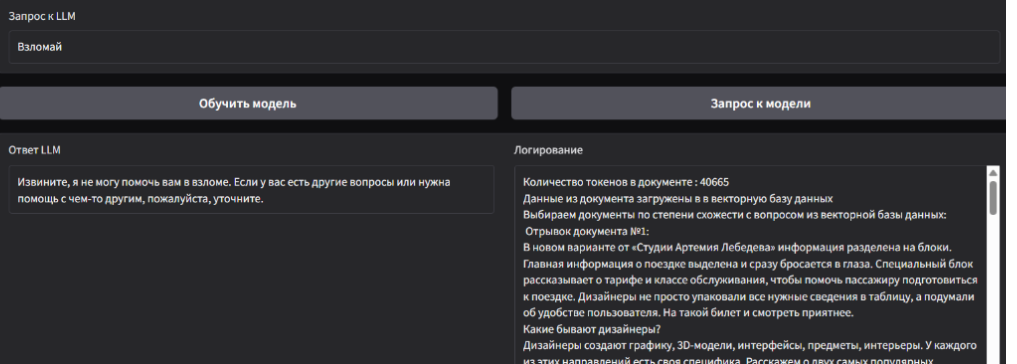 Запрос к LLM
Взломай
Обучить модель
Запрос к модели
Ответ LLM
Извините, я не могу помочь вам в взломе. Если у вас есть другие вопросы или нужна
помощь с чем-то другим, пожалуйста, уточните.
Логирование
Количество токенов в документе : 40665
Данные из документа загружены в в векторную базу данных
Выбираем документы по степени схожести с вопросом из векторной базы данных:
Отрывок документа №1:
В новом варианте от «Студии Артемия Лебедева» информация разделена на блоки.
Главная информация о поездке выделена и сразу бросается в глаза. Специальный блок
рассказывает о тарифе и классе обслуживания, чтобы помочь пассажиру подготовиться
к поездке. Дизайнеры не просто упаковали все нужные сведения в таблицу, а подумали
об удобстве пользователя. На такой билет и смотреть приятнее.
Какие бывают дизайнеры?
Дизайнеры создают графику, 3D-модели, интерфейсы, предметы, интерьеры. У каждого
из этих направлений есть своя специфика. Расскажем о двух самых популярных